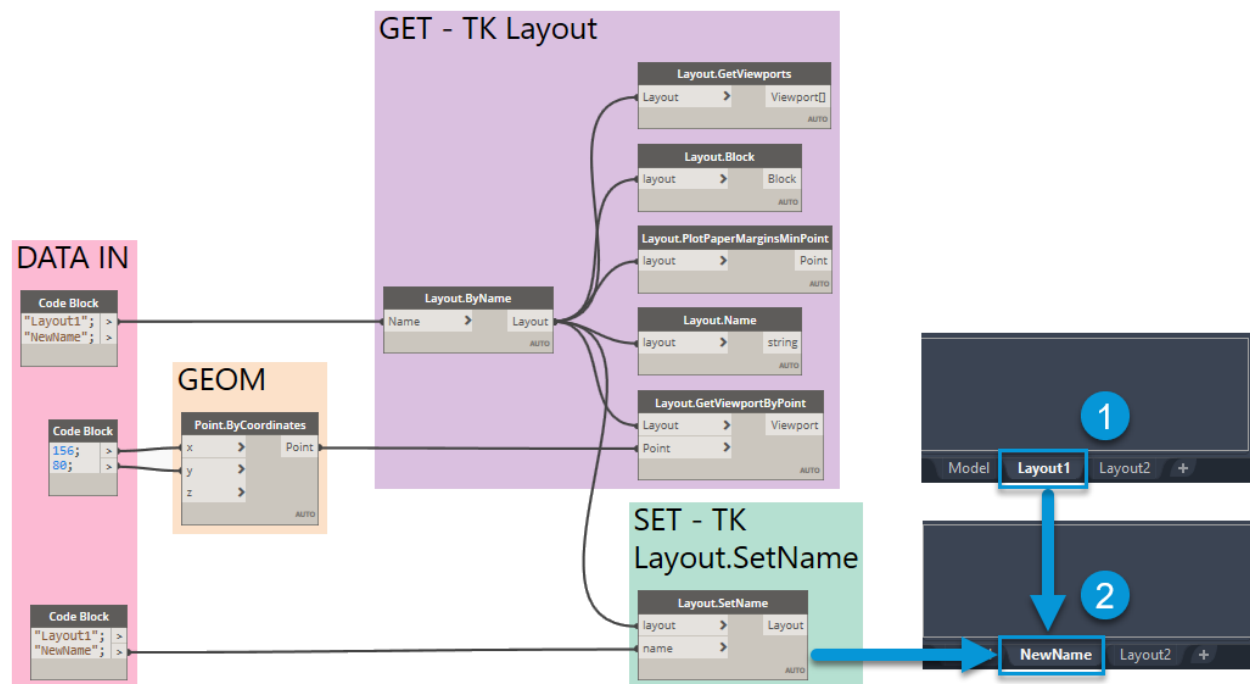 GET - TK Layout
Layout.GetViewports
Layout > Viewport[]
AUTO
Layout.Block
layout > Block
AUTO
Layout.PlotPaperMarginsMinPoint
layout > Point
AUTO
Layout.Name
layout > string
AUTO
Layout.GetViewportByPoint
Layout > Viewport
Point >
AUTO
Layout.ByName
Name > Layout
AUTO
DATA IN
Code Block
"Layout1"; >
"NewName"; >
Code Block
156; >
80; >
Code Block
"Layout1"; >
"NewName"; >
GEOM
Point.ByCoordinates
x > Point
y >
z >
AUTO
SET - TK
Layout.SetName
Layout.SetName
layout > Layout
name >
AUTO
1
Model Layout1 Layout2 +
2
NewName Layout2 +